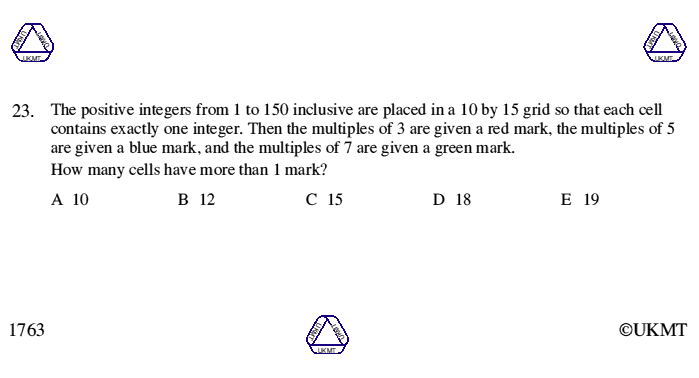 UKMT UKMT UKMT
UKMT UKMT UKMT
23. The positive integers from 1 to 150 inclusive are placed in a 10 by 15 grid so that each cell
contains exactly one integer. Then the multiples of 3 are given a red mark, the multiples of 5
are given a blue mark, and the multiples of 7 are given a green mark.
How many cells have more than 1 mark?
A 10 B 12 C 15 D 18 E 19
1763
UKMT UKMT UKMT
©UKMT